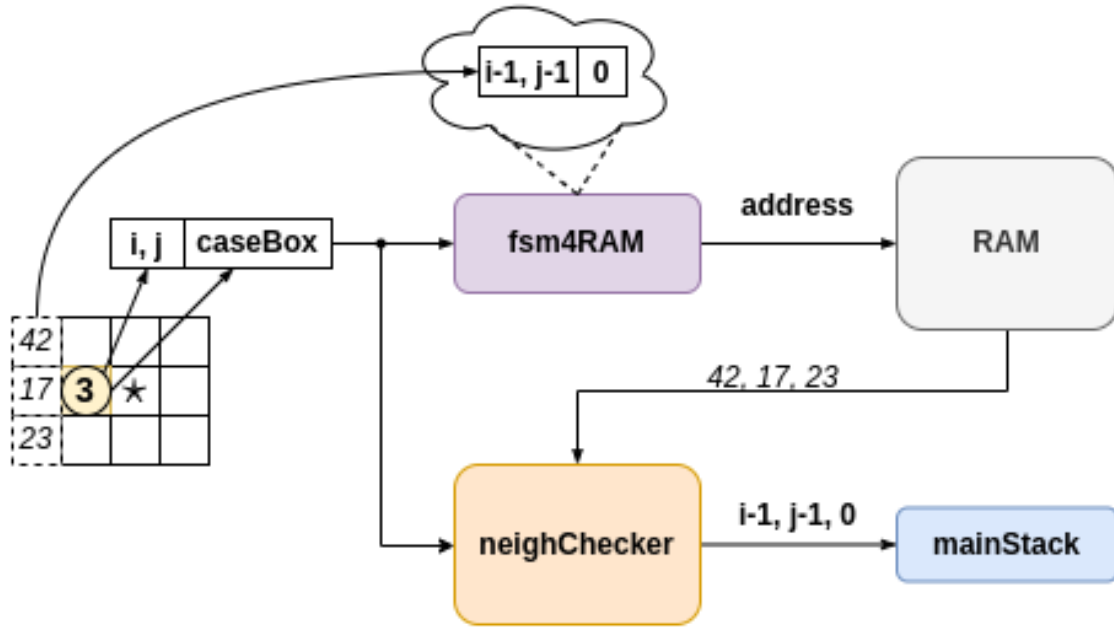 i-1, j-1 0
address
i, j caseBox
fsm4RAM
RAM
42
17 3 ★
23
42, 17, 23
i-1, j-1, 0
neighChecker
mainStack